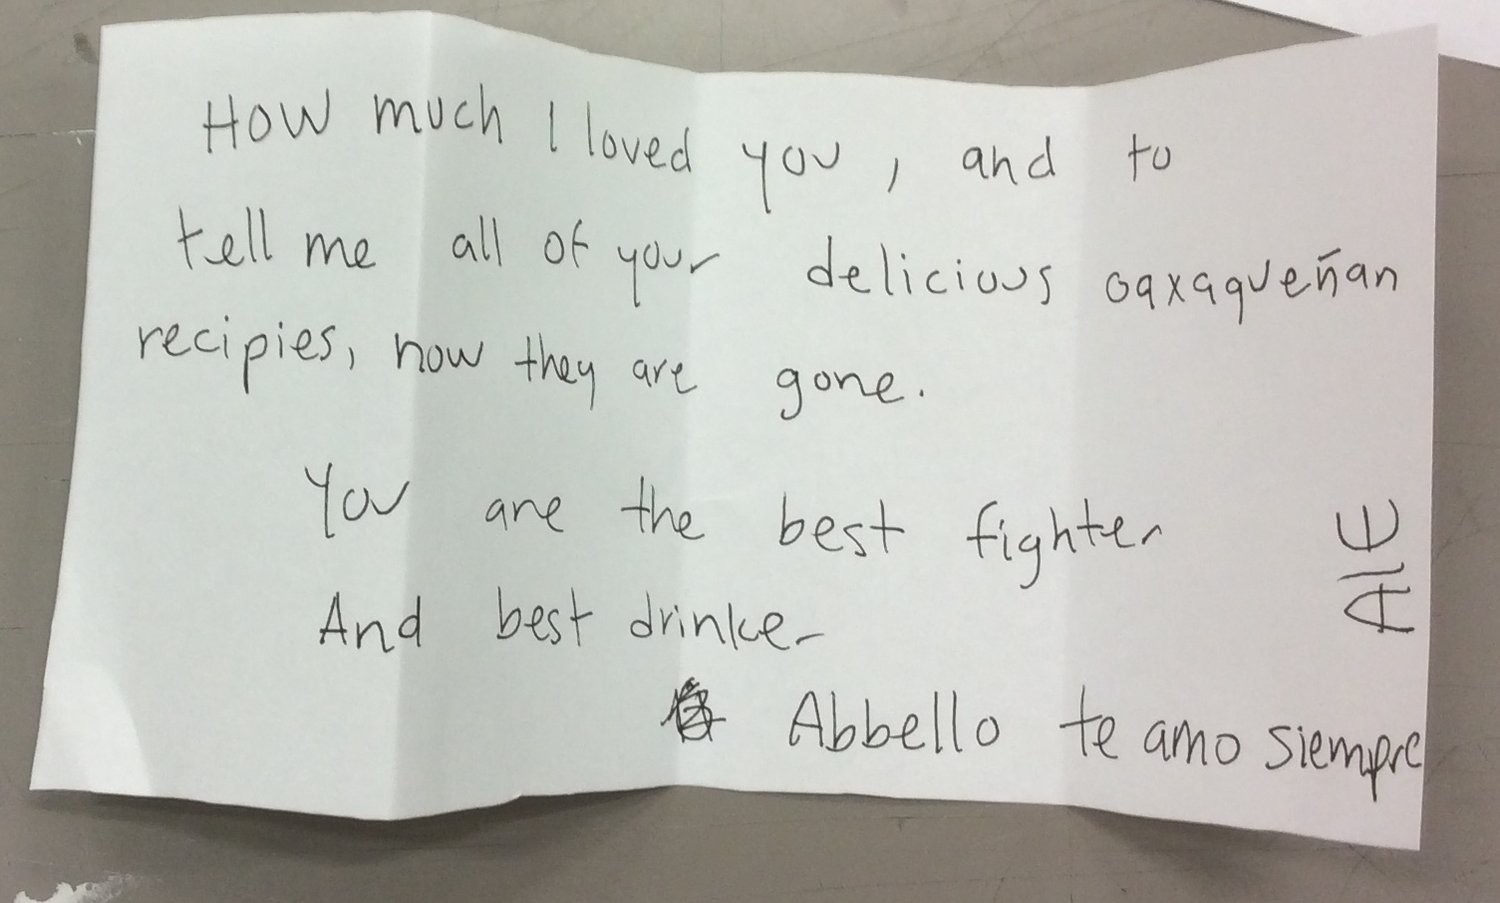 How much I loved you, and to
tell me all of your delicious oaxaqueñan
recipies, now they are gone.
You are the best fighter
And best drinker
Abbello te amo siempre